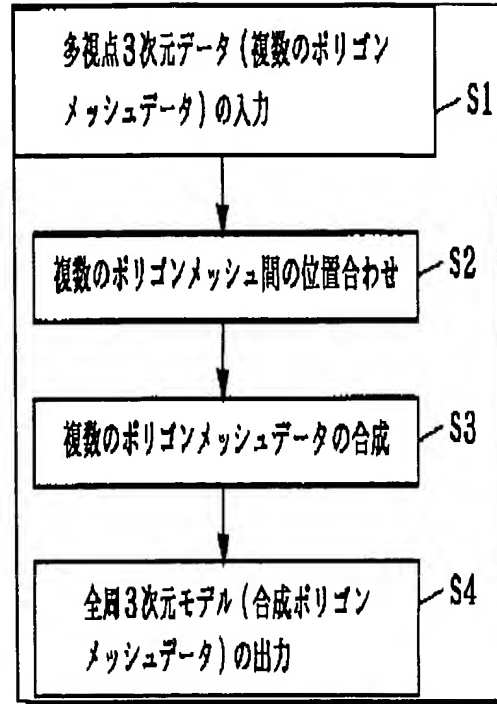 多視点3次元データ(複数のポリゴン
メッシュデータ)の入力
S1
複数のポリゴンメッシュ間の位置合わせ
S2
複数のポリゴンメッシュデータの合成
S3
全周3次元モデル(合成ポリゴン
メッシュデータ)の出力
S4